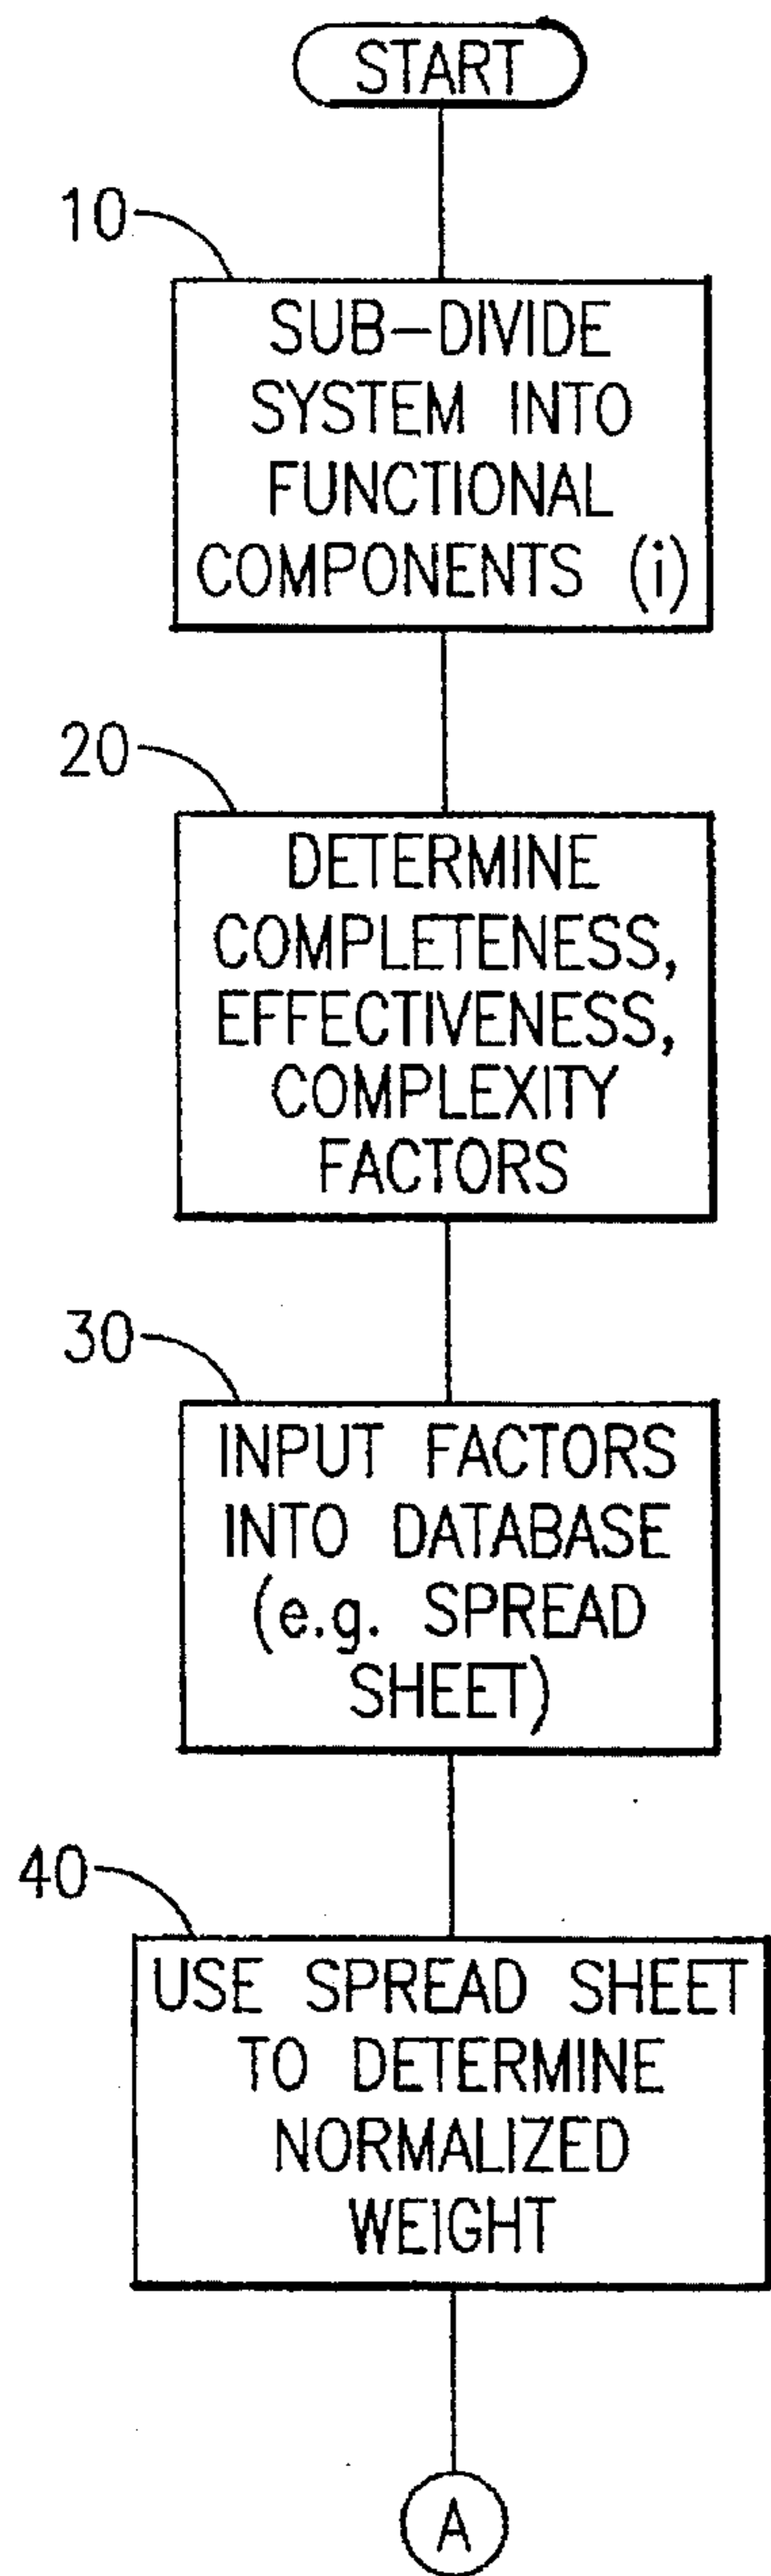 START
10
SUB-DIVIDE
SYSTEM INTO
FUNCTIONAL
COMPONENTS (i)
20
DETERMINE
COMPLETENESS,
EFFECTIVENESS,
COMPLEXITY
FACTORS
30
INPUT FACTORS
INTO DATABASE
(e.g. SPREAD
SHEET)
40
USE SPREAD SHEET
TO DETERMINE
NORMALIZED
WEIGHT
A